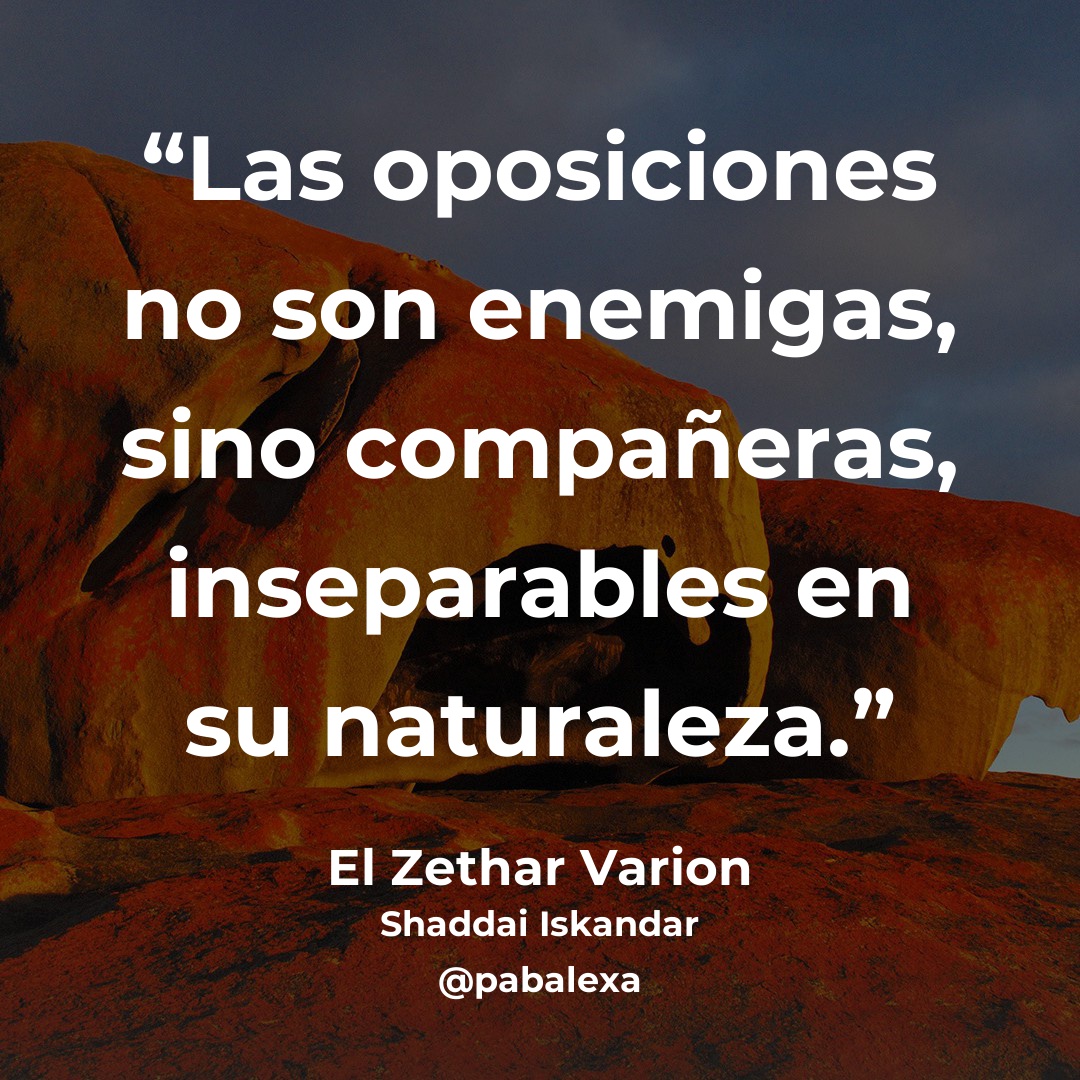 “Las oposiciones
no son enemigas,
sino compañeras,
inseparables en
su naturaleza.”
El Zethar Varion
Shaddai Iskandar
@pabalexa